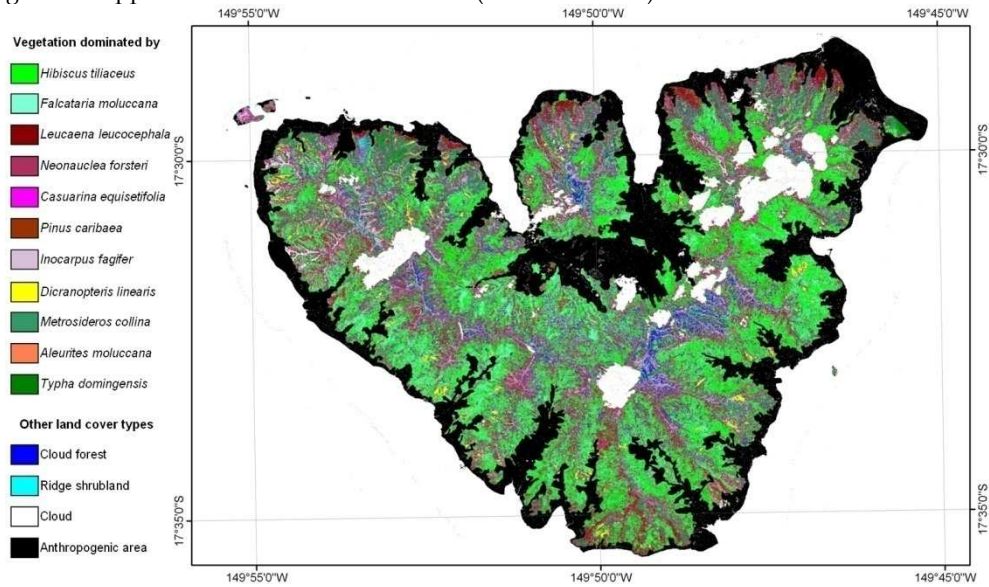 149°55'0"W 149°50'0"W 149°45'0"W
Vegetation dominated by
Hibiscus tiliaceus
Falcataria moluccana
Leucaena leucocephala
Neonauclea forsteri
Casuarina equisetifolia
Pinus caribaea
Inocarpus fagifer
Dicranopteris linearis
Metrosideros collina
Aleurites moluccana
Typha domingensis
Other land cover types
Cloud forest
Ridge shrubland
Cloud
Anthropogenic area
17°30'0"S
17°35'0"S
17°30'0"S
17°35'0"S
149°55'0"W 149°50'0"W 149°45'0"W